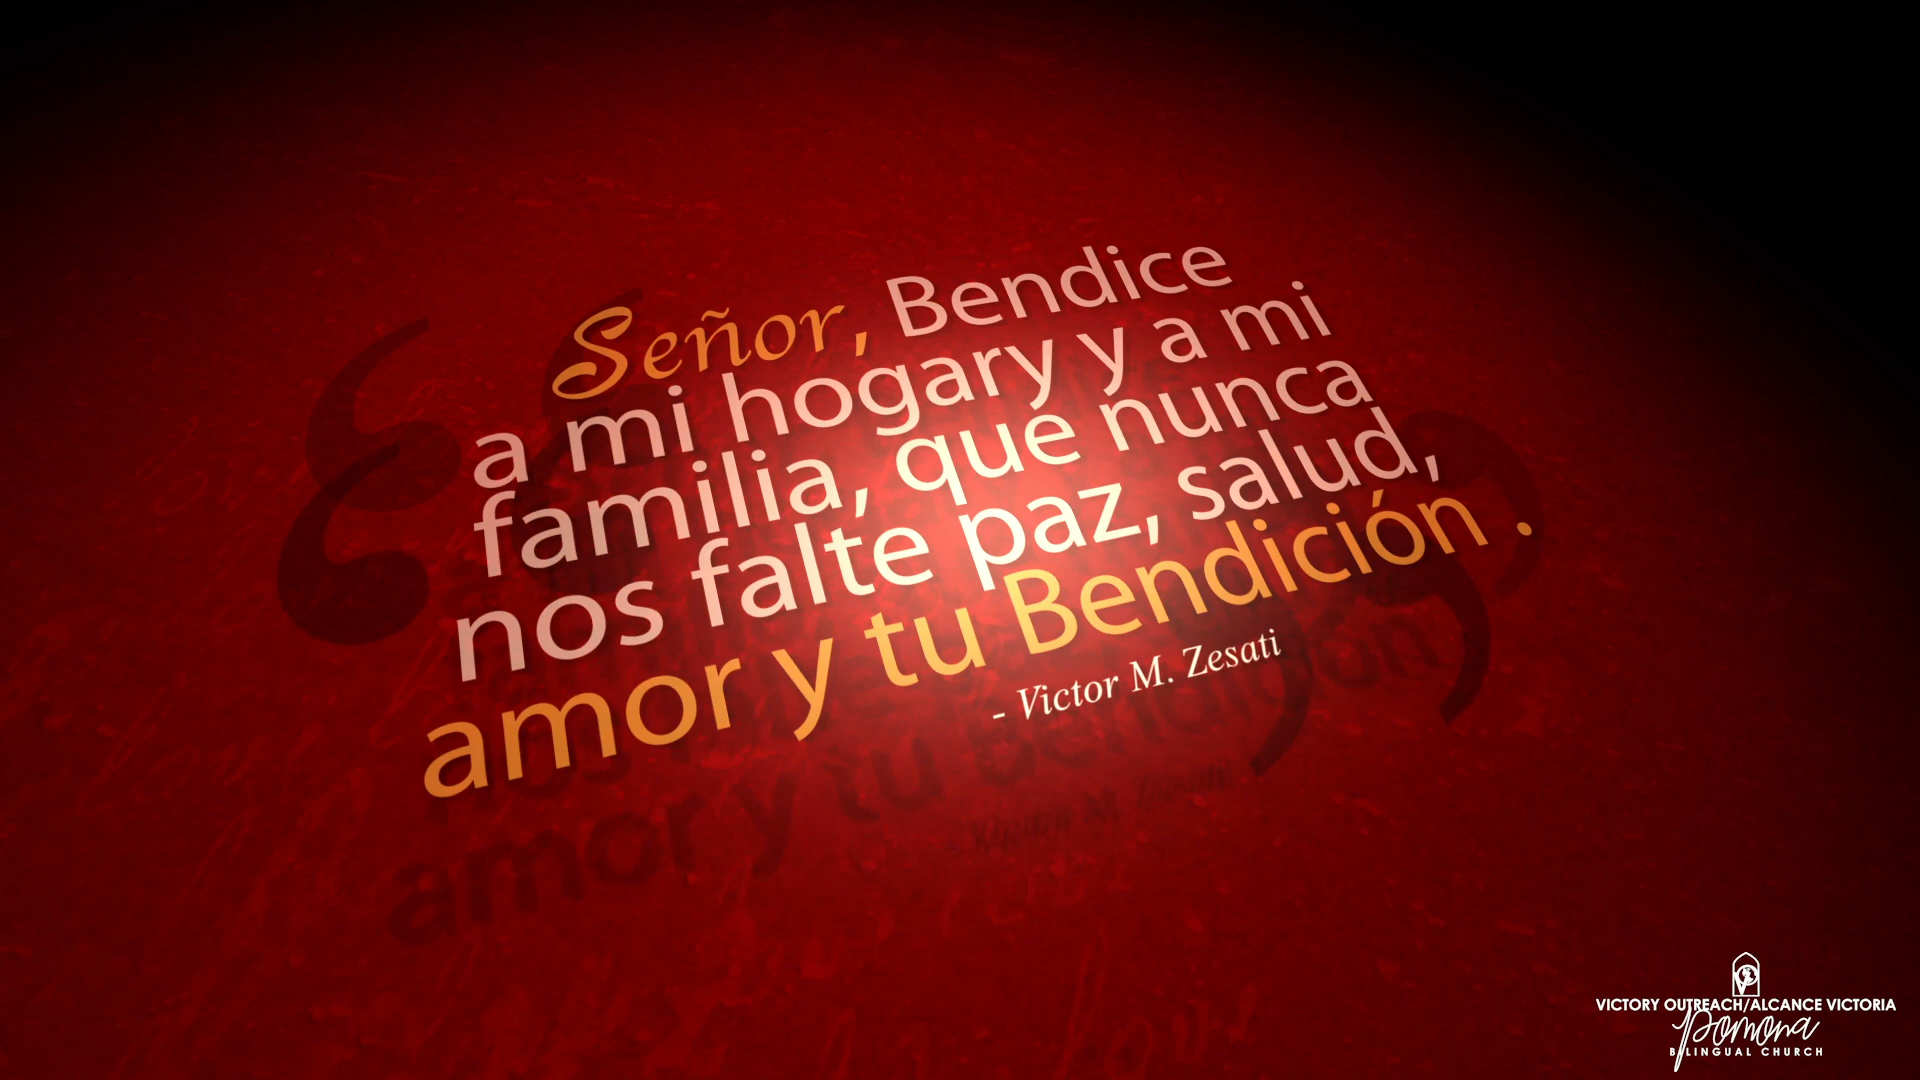 Señor, Bendice
a mi hogary y a mi
familia, que nunca
nos falte paz, salud,
amor y tu Bendición .
- Victor M. Zesati
VICTORY OUTREACH/ALCANCE VICTORIA
Pomona
BILINGUAL CHURCH